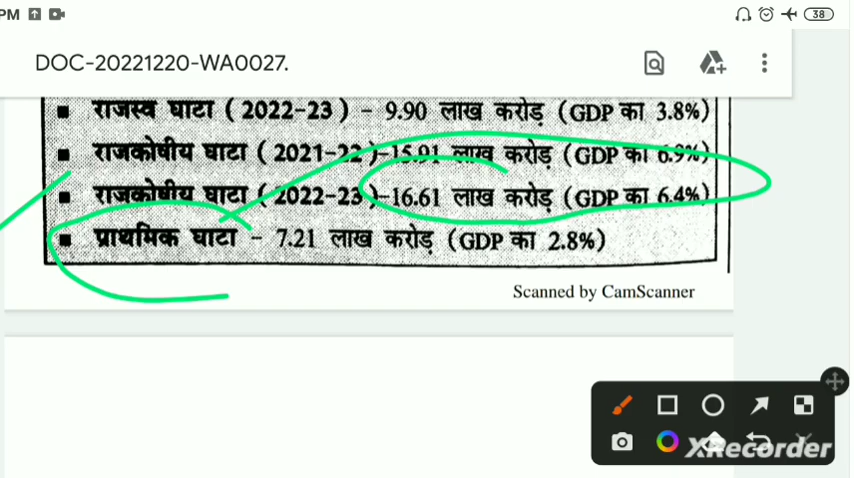 PM 38
DOC-20221220-WA0027.
राजस्व घाटा ( 2022-23 ) - 9.90 लाख करोड़ (GDP का 3.8%)
राजकोषीय घाटा ( 2021-22 )-15.91 लाख करोड़ (GDP का 6.9%)
राजकोषीय घाटा ( 2022-23 )-16.61 लाख करोड़ (GDP का 6.4%)
प्राथमिक घाटा - 7.21 लाख करोड़ (GDP का 2.8%)
Scanned by CamScanner
XRecorder